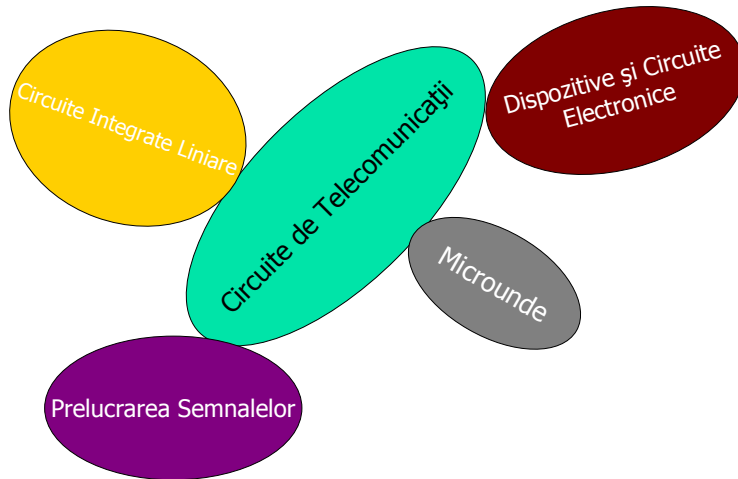 Circuite Integrate Liniare
Circuite de Telecomunicaţii
Dispozitive şi Circuite
Electronice
Microunde
Prelucrarea Semnalelor